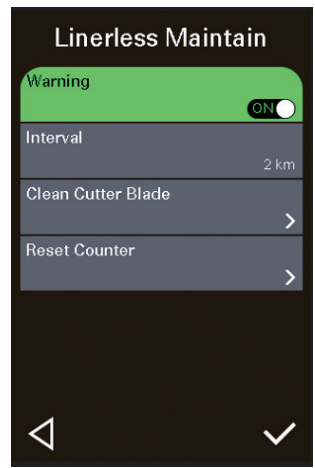 Linerless Maintain
Warning
ON
Interval
2 km
Clean Cutter Blade
Reset Counter